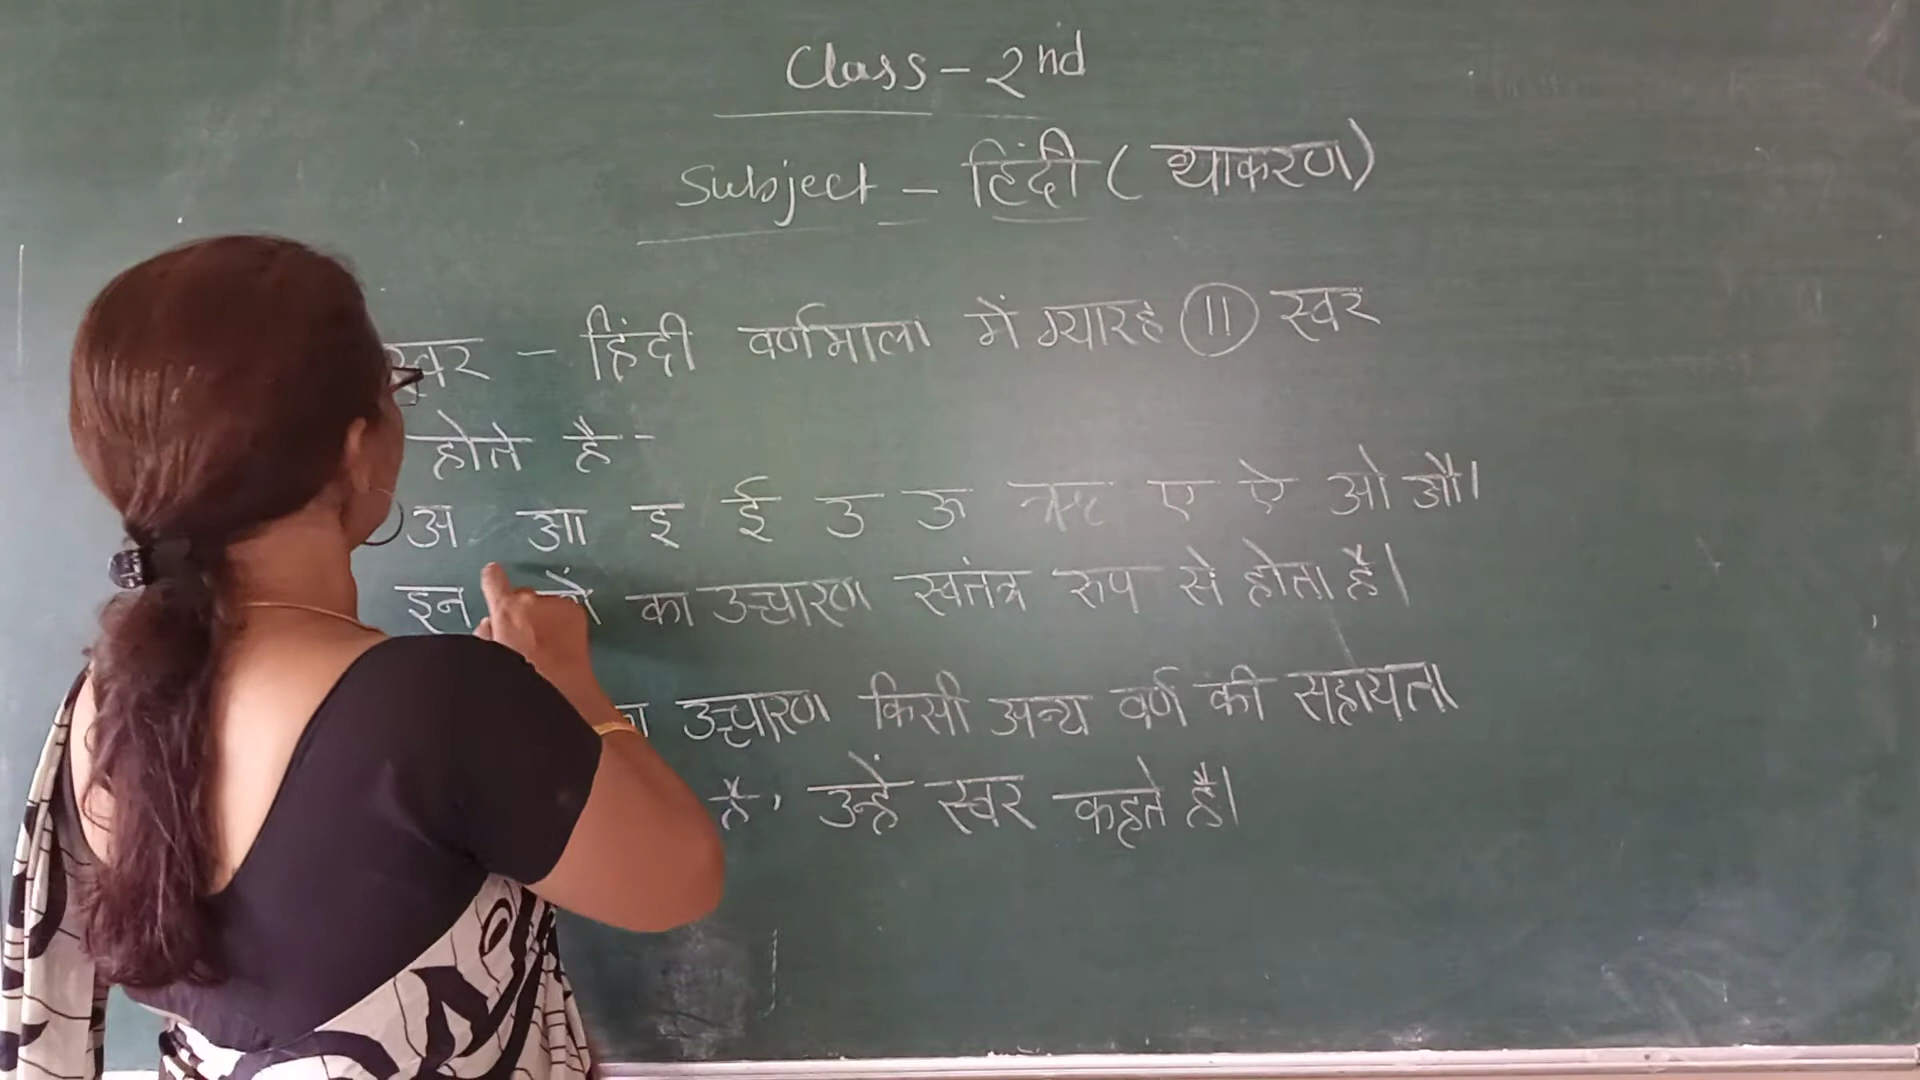 Class - 2nd
Subject - हिंदी ( व्याकरण )
स्वर - हिंदी वर्णमाला में ग्यारह 11 स्वर
होते है -
अ आ इ ई उ ऊ ऋ ए ऐ ओ औ।
इन का उच्चारण स्वतंत्र रुप से होता है।
उच्चारण किसी अन्य वर्ण की सहायता
है, उन्हें स्वर कहते है।